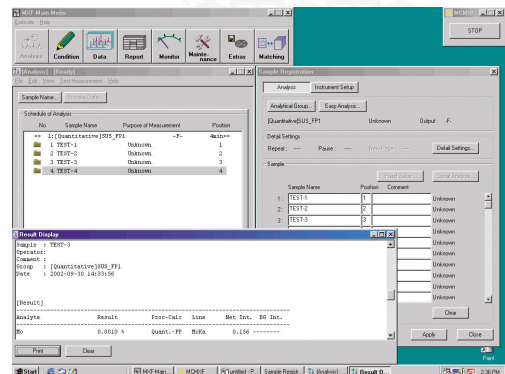 MXF-Main Menu
MCMXF
Execute Help
STOP
Analysis Condition Data Report Monitor Mainte-nance Extras Matching
[Analysis] : [Ready]
File Edit View Test Measurement Help
Sample Name...
Schedule of Analysis
No Sample Name Purpose of Measurement Position
== 1:[Quantitative]SUS_FP1 -F- 4min==
1 TEST-1 Unknown 1
2 TEST-2 Unknown 2
3 TEST-3 Unknown 3
4 TEST-4 Unknown 4
Sample Registration
Analysis Instrument Setup
Analytical Group... Easy Analysis...
[Quantitative]SUS_FP1 Unknown Output : -F-
Detail Settings
Repeat : ---- Pause : ---- ---- Detail Settings...
Sample
Sample Name Position Comment
1 : TEST-1 1 Unknown
2 : TEST-2 2 Unknown
3 : TEST-3 3 Unknown
Unknown
Unknown
Unknown
Unknown
Unknown
Unknown
Unknown
Clear
Apply Close
Result Display
Sample : TEST-3
Operator:
Comment :
Group : [Quantitative]SUS_FP1
Date : 2002-09-30 14:33:56
[Result]
Analyte Result Proc-Calc Line Net Int. BG Int.
Mo 0.0010 % Quant.-FP MoKa 0.156 --------
Print Clear
Paint
Start MXF-Main ... MCMXF untitled - P... Sample Registr... [Analysis] : ... Result D... 2:36 PM